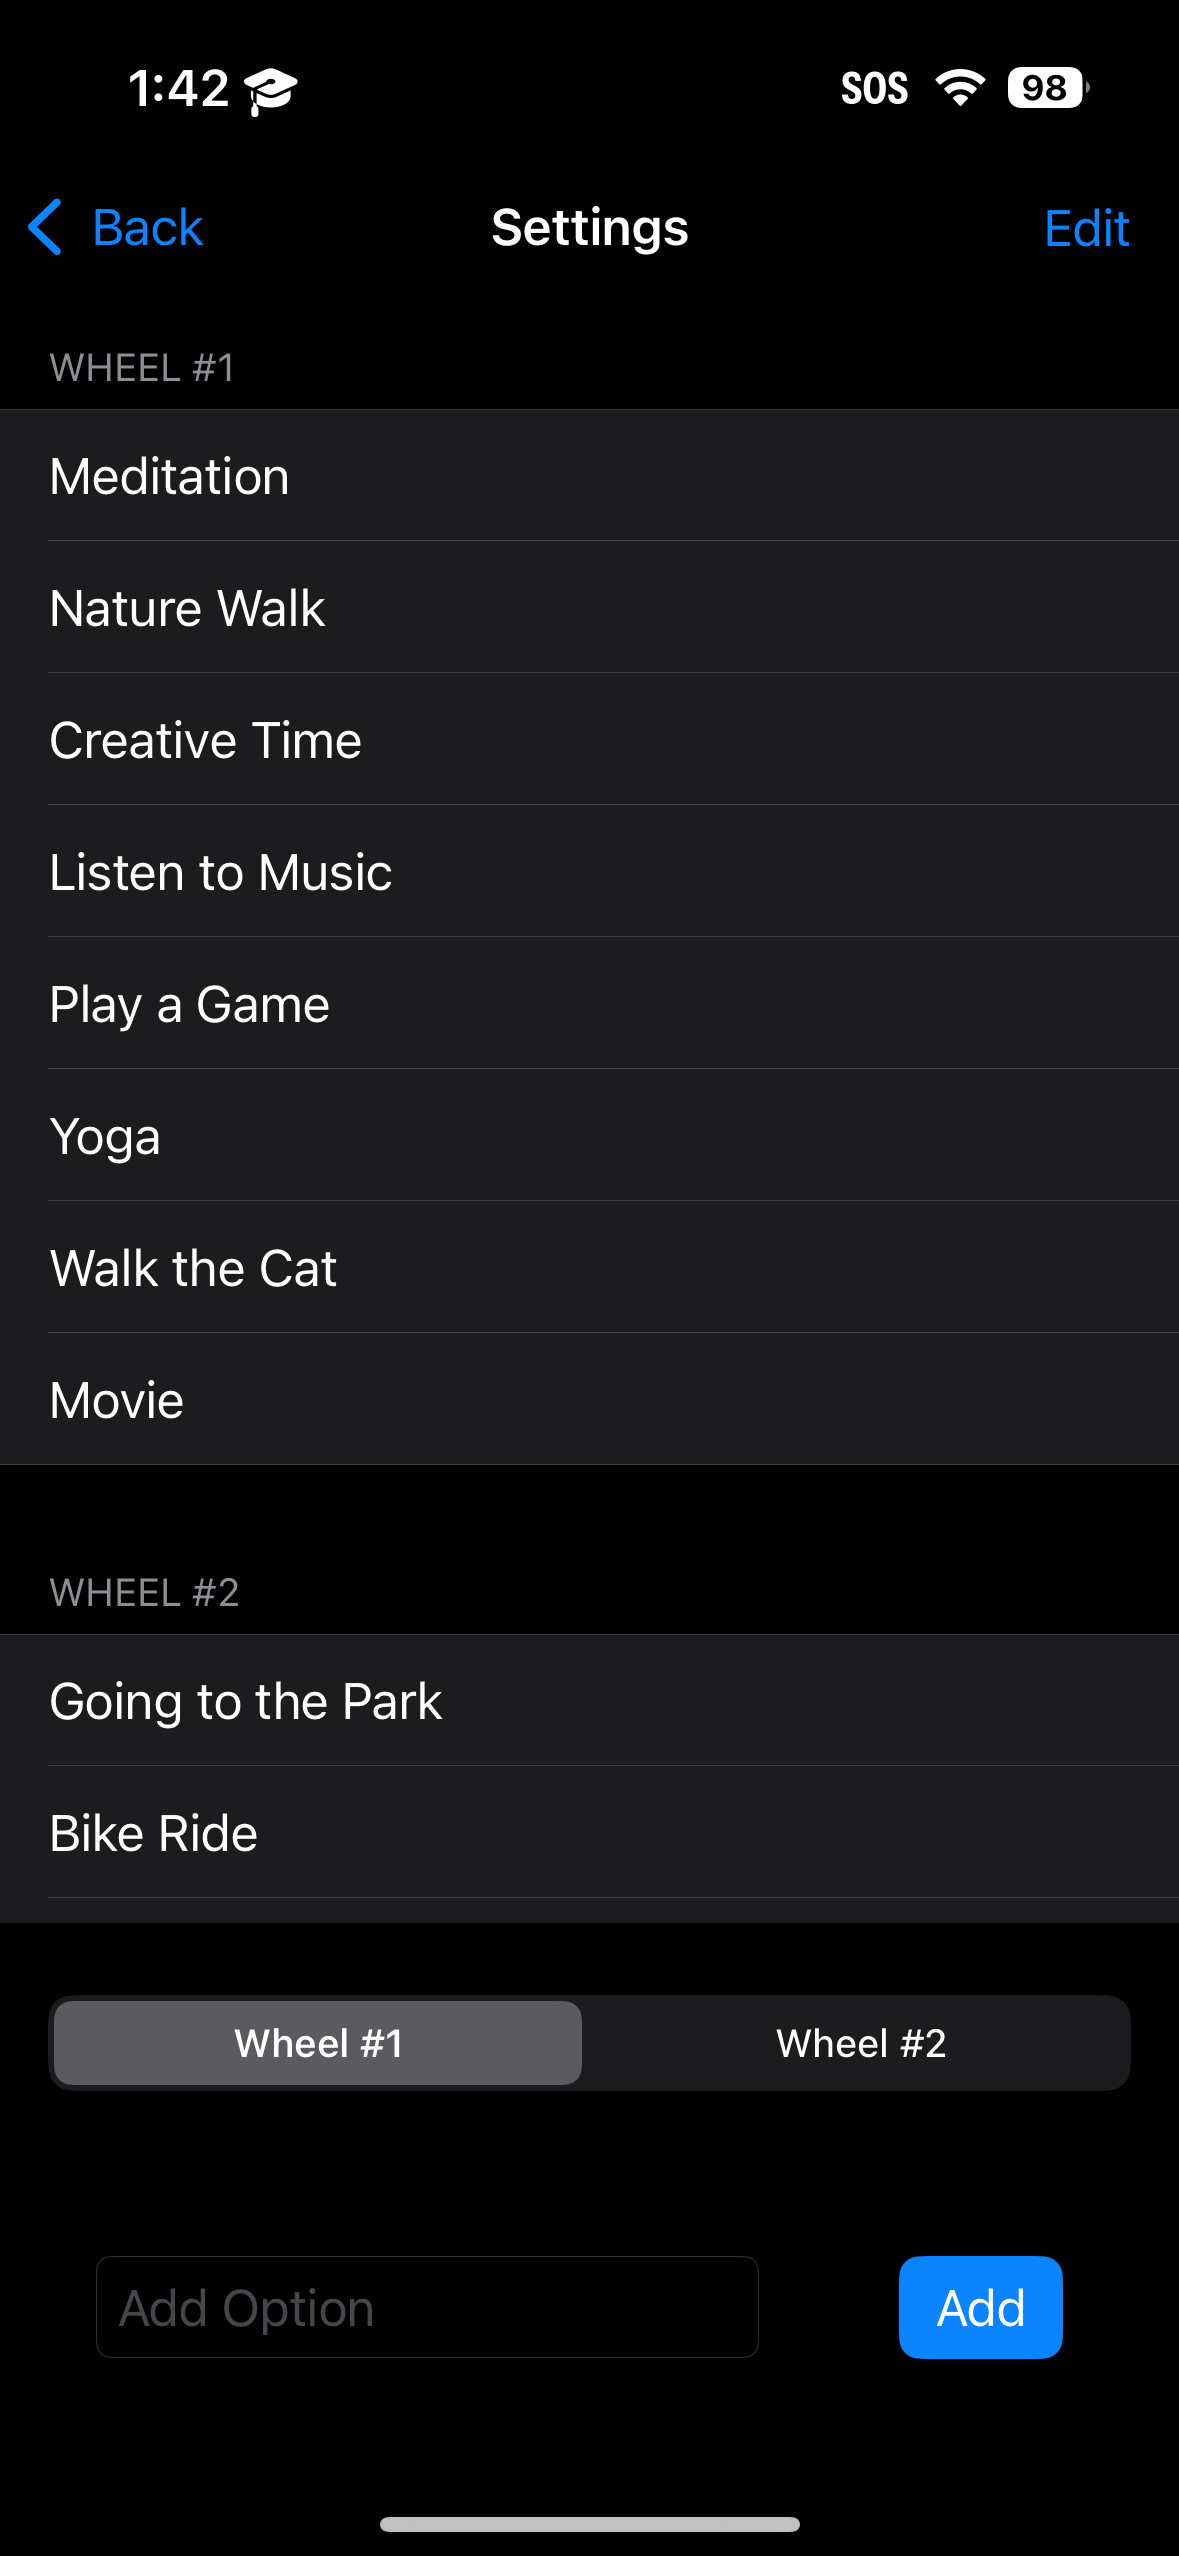 1:42 SOS 98
Back Settings Edit
WHEEL #1
Meditation
Nature Walk
Creative Time
Listen to Music
Play a Game
Yoga
Walk the Cat
Movie
WHEEL #2
Going to the Park
Bike Ride
Wheel #1 Wheel #2
Add Option Add